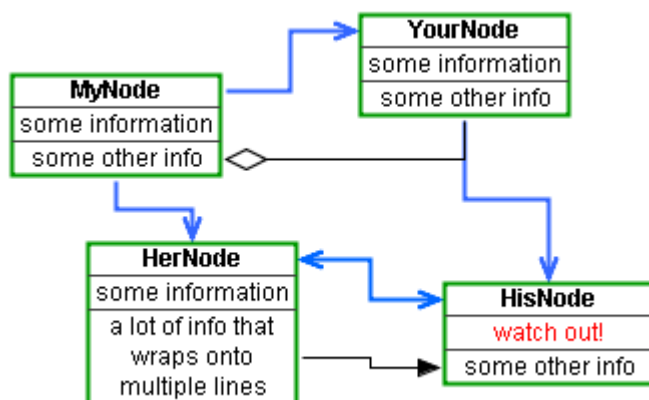 YourNode
some information
some other info
MyNode
some information
some other info
HerNode
some information
a lot of info that
wraps onto
multiple lines
HisNode
watch out!
some other info